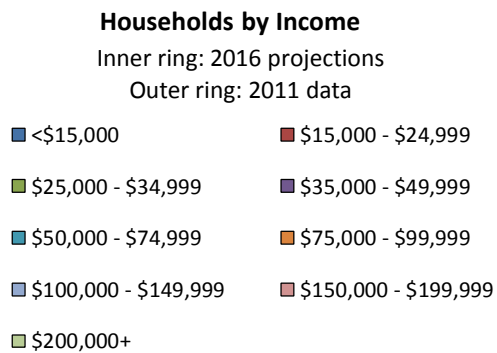 Households by Income
Inner ring: 2016 projections
Outer ring: 2011 data
<$15,000 $15,000 - $24,999
$25,000 - $34,999 $35,000 - $49,999
$50,000 - $74,999 $75,000 - $99,999
$100,000 - $149,999 $150,000 - $199,999
$200,000+